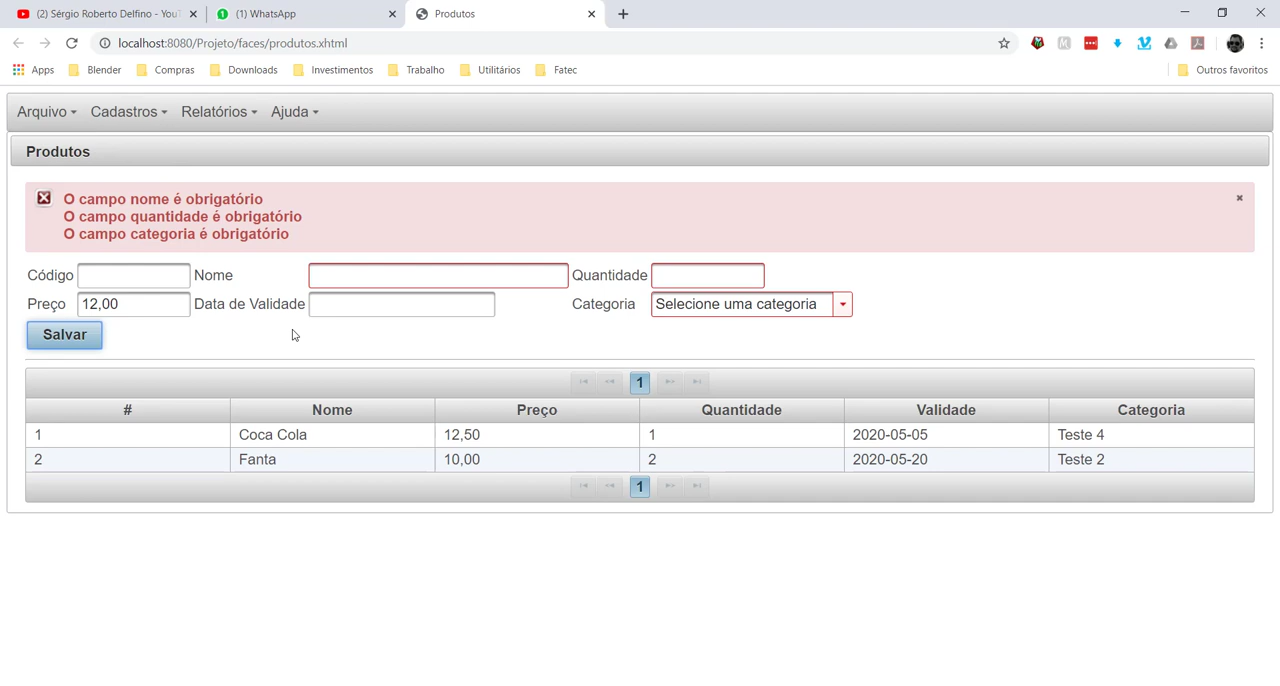 (2) Sérgio Roberto Delfino - YouT
(1) WhatsApp
Produtos
localhost:8080/Projeto/faces/produtos.xhtml
Apps Blender Compras Downloads Investimentos Trabalho Utilitários Fatec Outros favoritos
Arquivo Cadastros Relatórios Ajuda
Produtos
O campo nome é obrigatório
O campo quantidade é obrigatório
O campo categoria é obrigatório
Código Nome Quantidade
Preço 12,00 Data de Validade Categoria Selecione uma categoria
Salvar
1
# Nome Preço Quantidade Validade Categoria
1 Coca Cola 12,50 1 2020-05-05 Teste 4
2 Fanta 10,00 2 2020-05-20 Teste 2
1